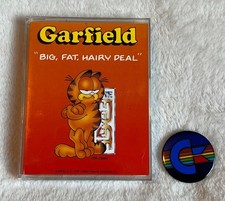 Garfield
"BIG, FAT, HAIRY DEAL"